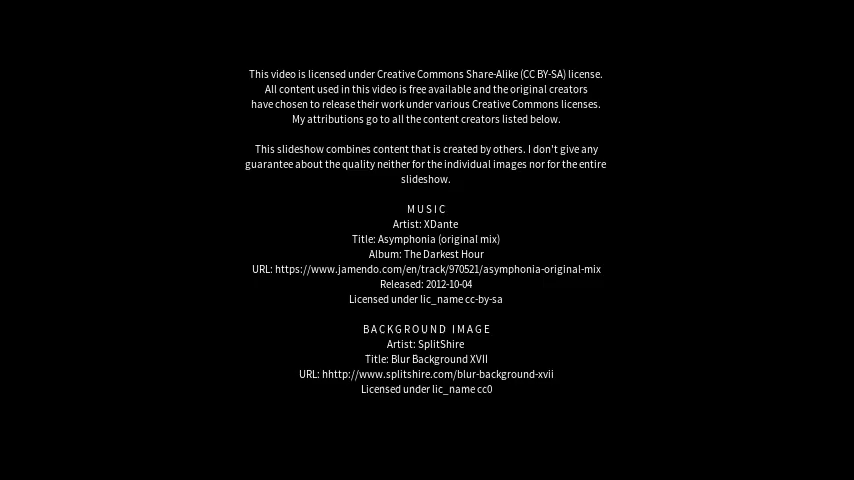 This video is licensed under Creative Commons Share-Alike (CC BY-SA) license.
All content used in this video is free available and the original creators
have chosen to release their work under various Creative Commons licenses.
My attributions go to all the content creators listed below.
This slideshow combines content that is created by others. I don't give any
guarantee about the quality neither for the individual images nor for the entire
slideshow.
MUSIC
Artist: XDante
Title: Asymphonia (original mix)
Album: The Darkest Hour
URL: https://www.jamendo.com/en/track/970521/asymphonia-original-mix
Released: 2012-10-04
Licensed under lic_name cc-by-sa
BACKGROUND IMAGE
Artist: SplitShire
Title: Blur Background XVII
URL: hhttp://www.splitshire.com/blur-background-xvii
Licensed under lic_name cc0